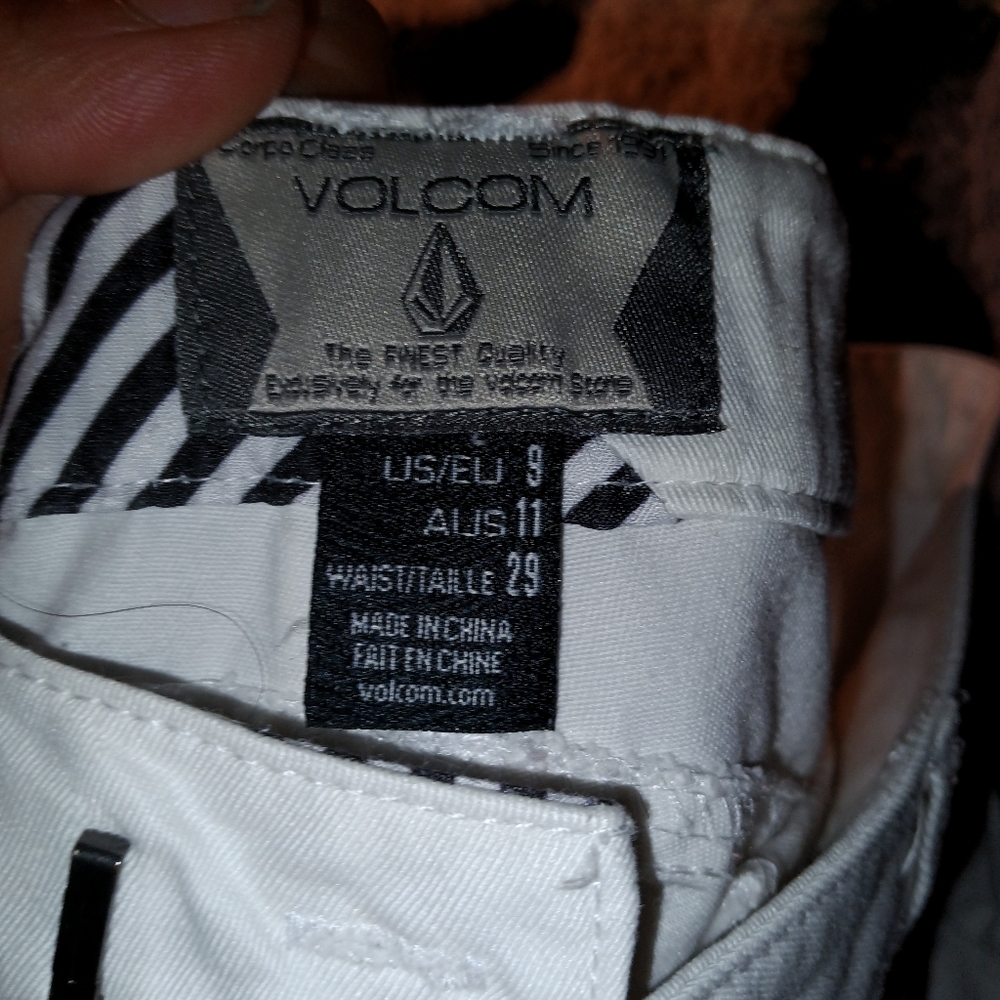 Corpo Class Since 1991
VOLCOM
The FINEST Quality
Exclusively for the Volcom Stone
US/EU 9
AUS 11
WAIST/TAILLE 29
MADE IN CHINA
FAIT EN CHINE
volcom.com